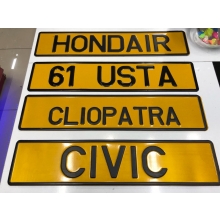 HONDAIR
61 USTA
CLIOPATRA
CIVIC